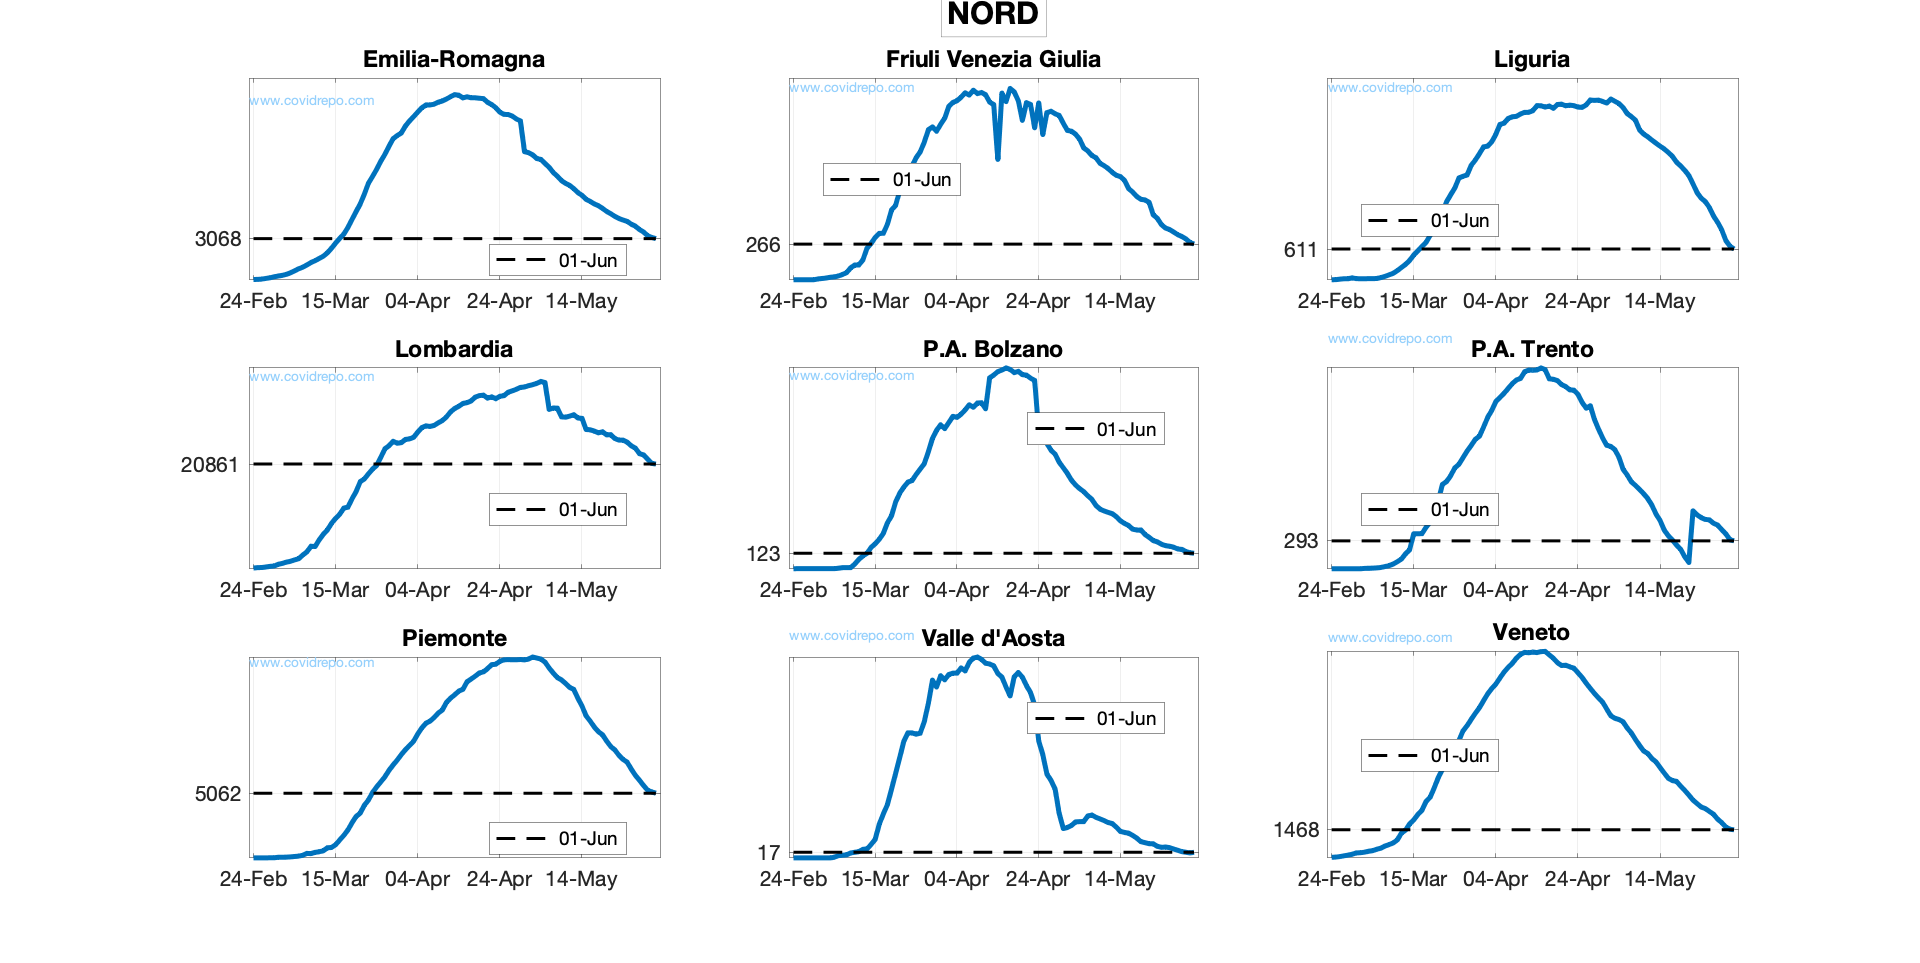 NORD
Emilia-Romagna
www.covidrepo.com
3068
01-Jun
24-Feb 15-Mar 04-Apr 24-Apr 14-May
Friuli Venezia Giulia
www.covidrepo.com
01-Jun
266
24-Feb 15-Mar 04-Apr 24-Apr 14-May
Liguria
www.covidrepo.com
01-Jun
611
24-Feb 15-Mar 04-Apr 24-Apr 14-May
Lombardia
www.covidrepo.com
20861
01-Jun
24-Feb 15-Mar 04-Apr 24-Apr 14-May
P.A. Bolzano
www.covidrepo.com
01-Jun
123
24-Feb 15-Mar 04-Apr 24-Apr 14-May
www.covidrepo.com
P.A. Trento
01-Jun
293
24-Feb 15-Mar 04-Apr 24-Apr 14-May
Piemonte
www.covidrepo.com
5062
01-Jun
24-Feb 15-Mar 04-Apr 24-Apr 14-May
www.covidrepo.com
Valle d'Aosta
01-Jun
17
24-Feb 15-Mar 04-Apr 24-Apr 14-May
www.covidrepo.com
Veneto
01-Jun
1468
24-Feb 15-Mar 04-Apr 24-Apr 14-May